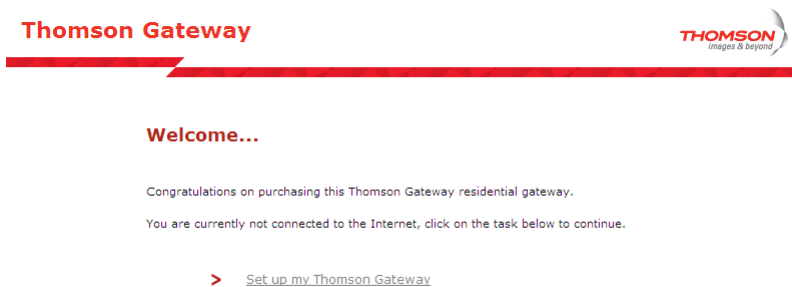 Thomson Gateway
THOMSON
images & beyond
Welcome...
Congratulations on purchasing this Thomson Gateway residential gateway.
You are currently not connected to the Internet, click on the task below to continue.
> Set up my Thomson Gateway